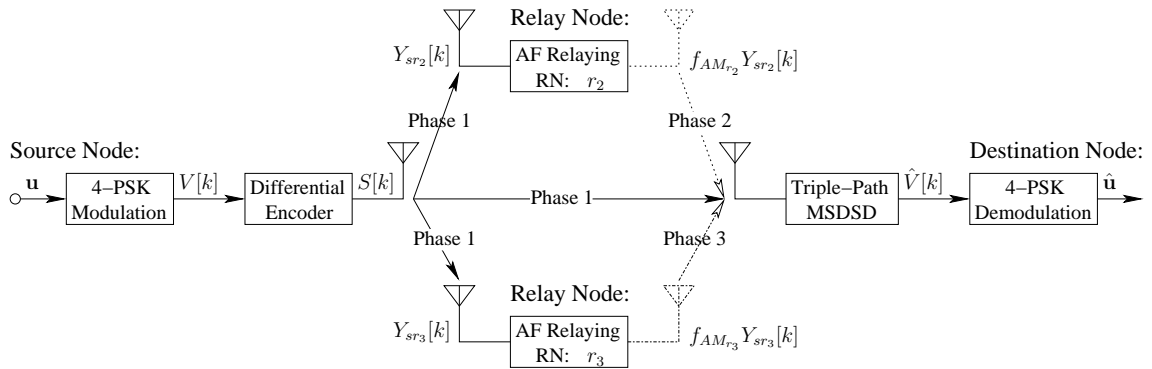 Relay Node:
Y_{sr_2}[k]
AF Relaying
RN: r_2
f_{AM_{r_2}}Y_{sr_2}[k]
Phase 1
Phase 2
Source Node:
Destination Node:
u
4–PSK
Modulation
V[k]
Differential
Encoder
S[k]
Phase 1
Triple–Path
MSDSD
\hat{V}[k]
4–PSK
Demodulation
\hat{u}
Phase 1
Phase 3
Relay Node:
Y_{sr_3}[k]
AF Relaying
RN: r_3
f_{AM_{r_3}}Y_{sr_3}[k]